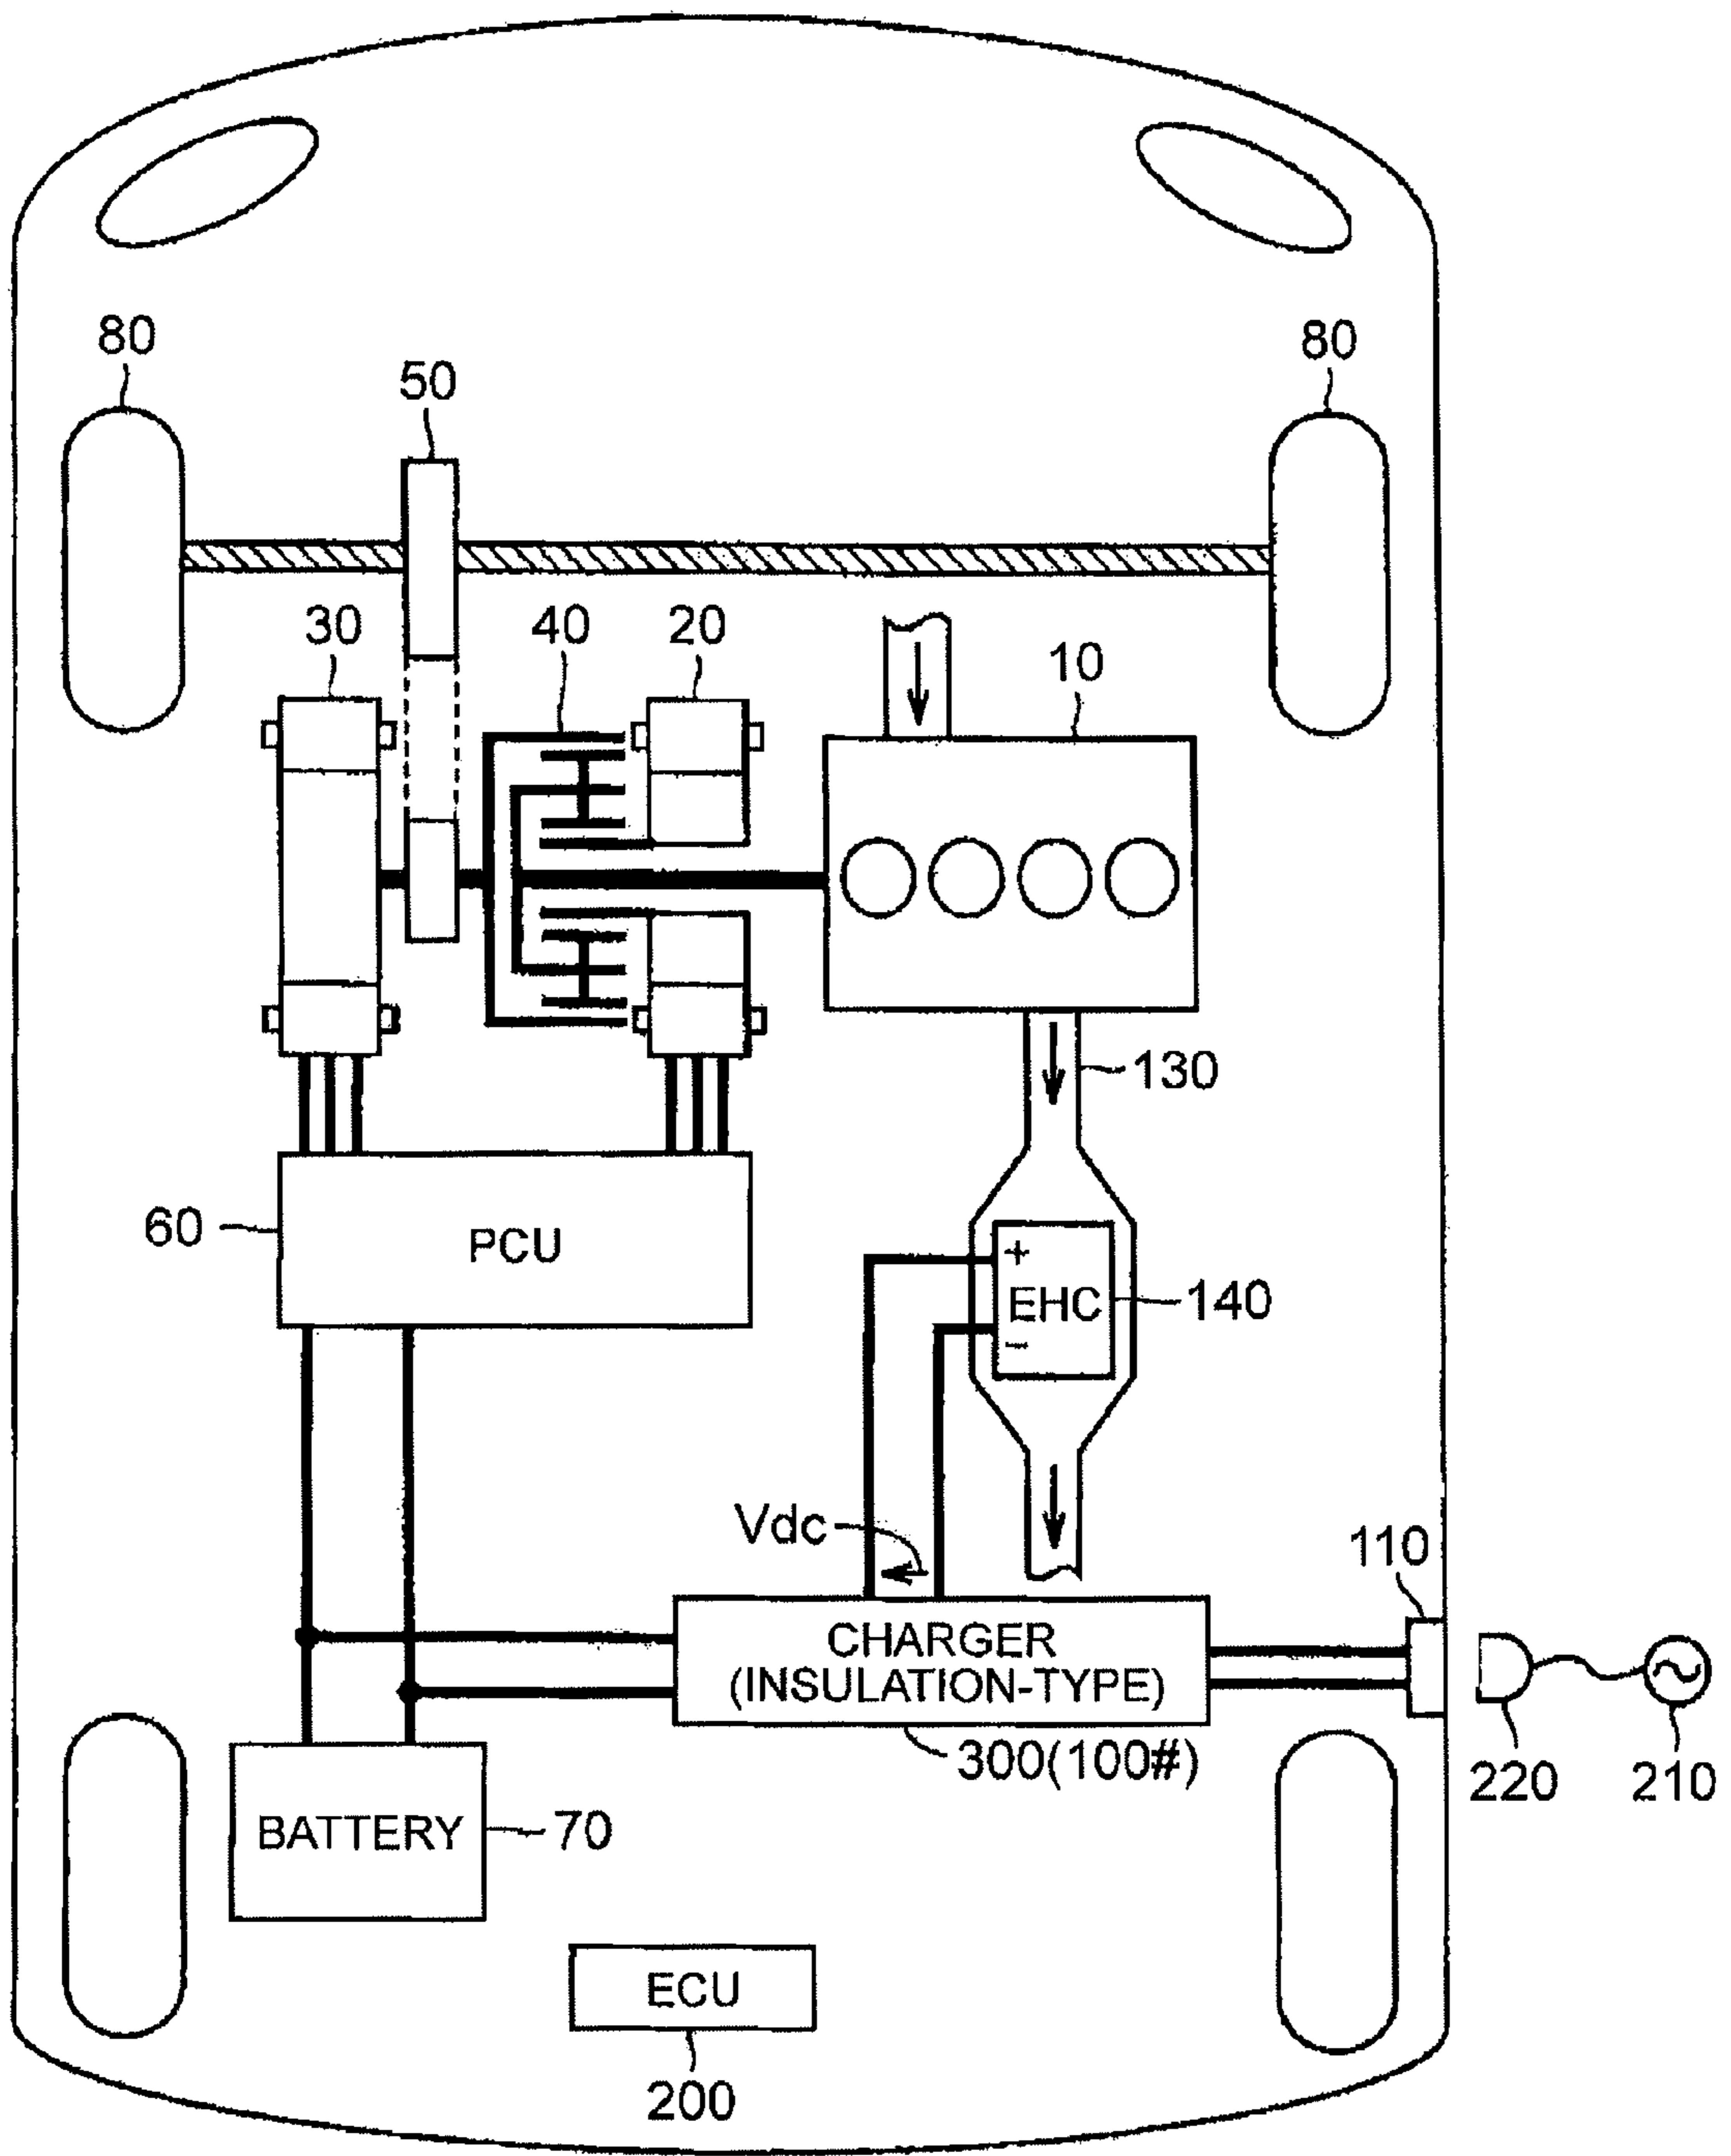 80
80
50
30
40
20
10
130
60
PCU
+
EHC
140
-
Vdc
110
CHARGER
(INSULATION-TYPE)
300(100#)
220
210
BATTERY
70
ECU
200